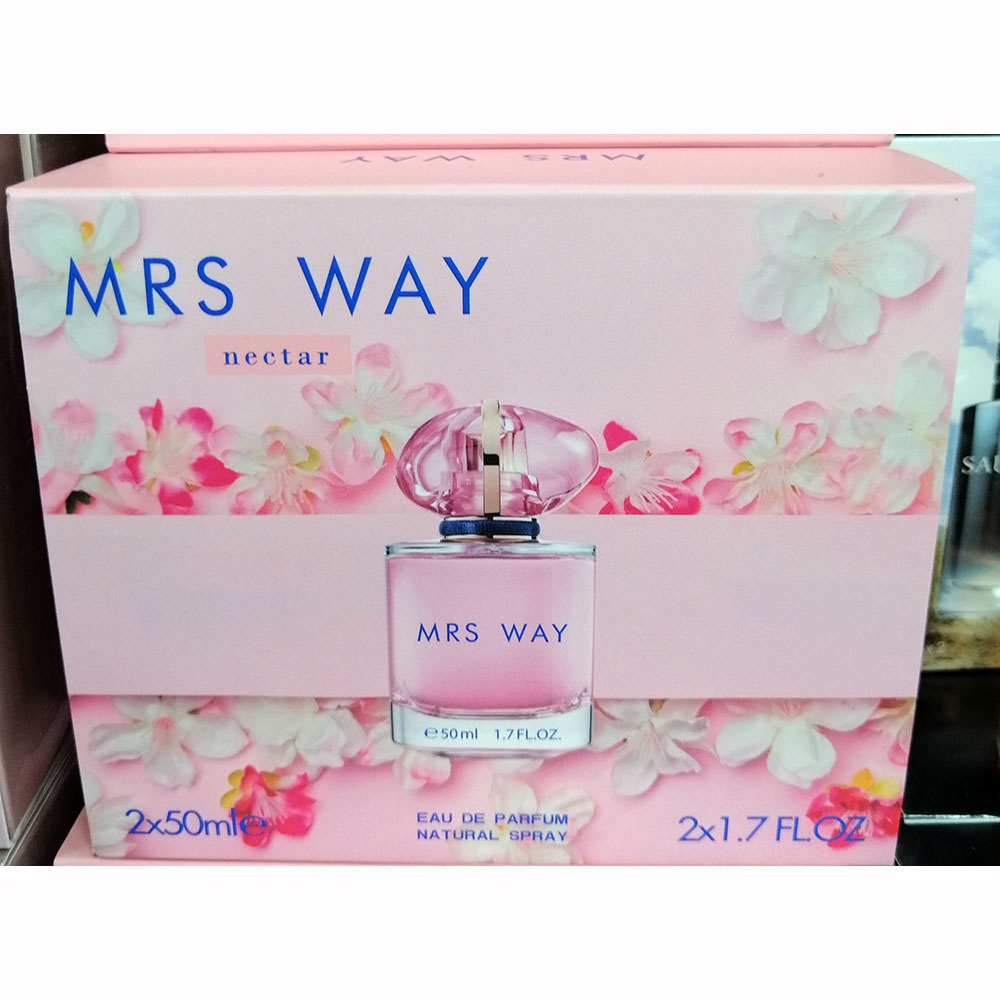 MRS WAY
MRS WAY
nectar
MRS WAY
℮50ml 1.7FL.OZ.
2x50ml℮
EAU DE PARFUM
NATURAL SPRAY
2x1.7 FL.OZ